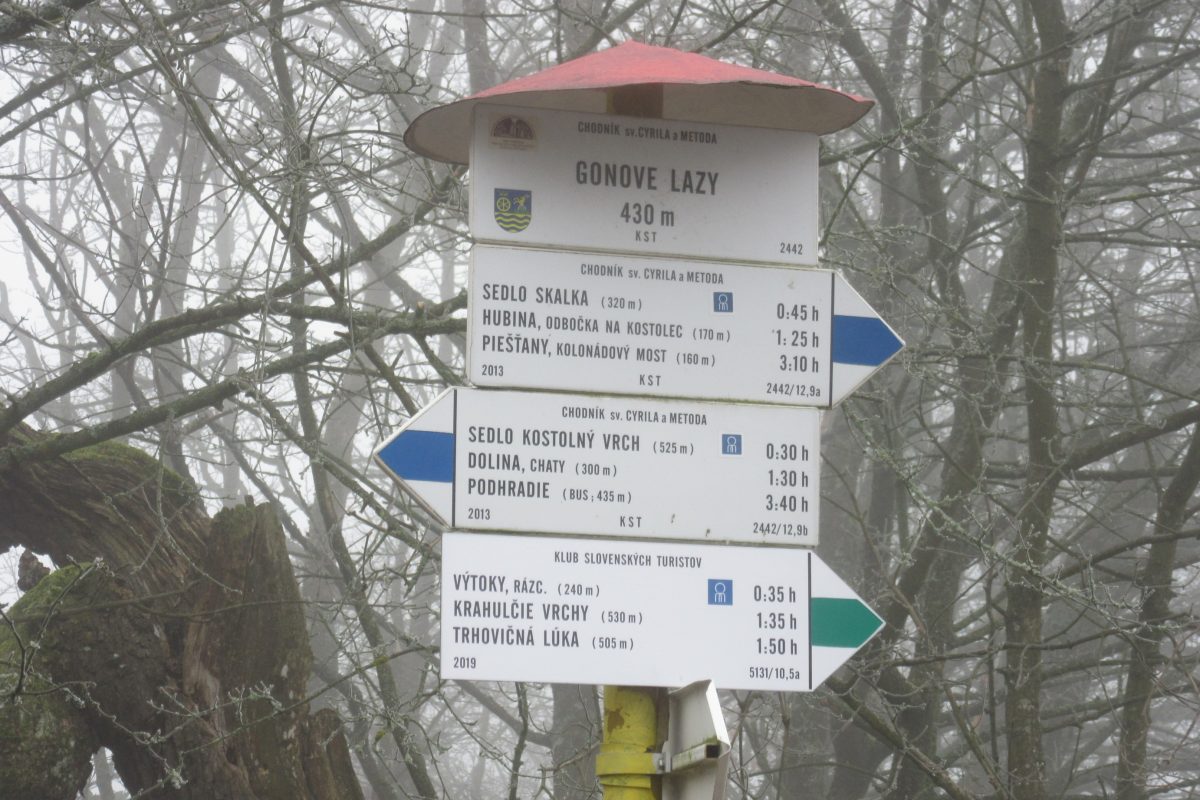 CHODNÍK sv. CYRILA a METODA
GONOVE LAZY
430 m
KST
2442
CHODNÍK sv. CYRILA a METODA
SEDLO SKALKA (320 m) 0:45 h
HUBINA, ODBOČKA NA KOSTOLEC (170 m) 1:25 h
PIEŠŤANY, KOLONÁDOVÝ MOST (160 m) 3:10 h
2013 KST 2442/12,9a
CHODNÍK sv. CYRILA a METODA
SEDLO KOSTOLNÝ VRCH (525 m) 0:30 h
DOLINA, CHATY (300 m) 1:30 h
PODHRADIE (BUS; 435 m) 3:40 h
2013 KST 2442/12,9b
KLUB SLOVENSKÝCH TURISTOV
VÝTOKY, RÁZC. (240 m) 0:35 h
KRAHULČIE VRCHY (530 m) 1:35 h
TRHOVIČNÁ LÚKA (505 m) 1:50 h
2019 5131/10,5a